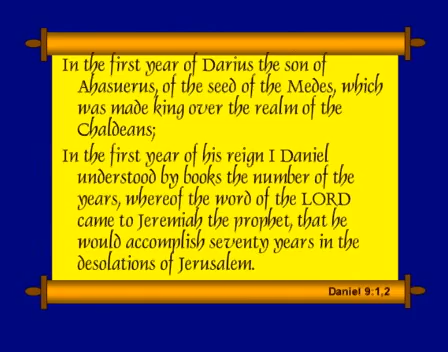 In the first year of Darius the son of
Ahasuerus, of the seed of the Medes, which
was made king over the realm of the
Chaldeans;
In the first year of his reign I Daniel
understood by books the number of the
years, whereof the word of the LORD
came to Jeremiah the prophet, that he
would accomplish seventy years in the
desolations of Jerusalem.
Daniel 9:1,2